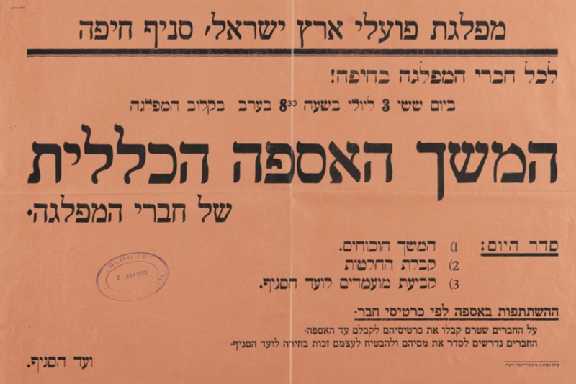 מפלגת פועלי ארץ ישראל, סניף חיפה
לכל חברי המפלגה בחיפה!
ביום ששי 3 ליולי בשעה 8³⁰ בערב בקלוב המפלגה
המשך האספה הכללית
של חברי המפלגה.
סדר היום: 1) המשך הוכוחים.
2) קבלת החלטות
3) קביעת מועמדים לועד הסניף.
ההשתתפות באספה לפי כרטיסי חבר.
על החברים שטרם קבלו את כרטיסיהם לקבלם עד האספה.
החברים נדרשים לסדר את מסיהם ולהבטיח לעצמם זכות בחירה לועד הסניף.
ועד הסניף.